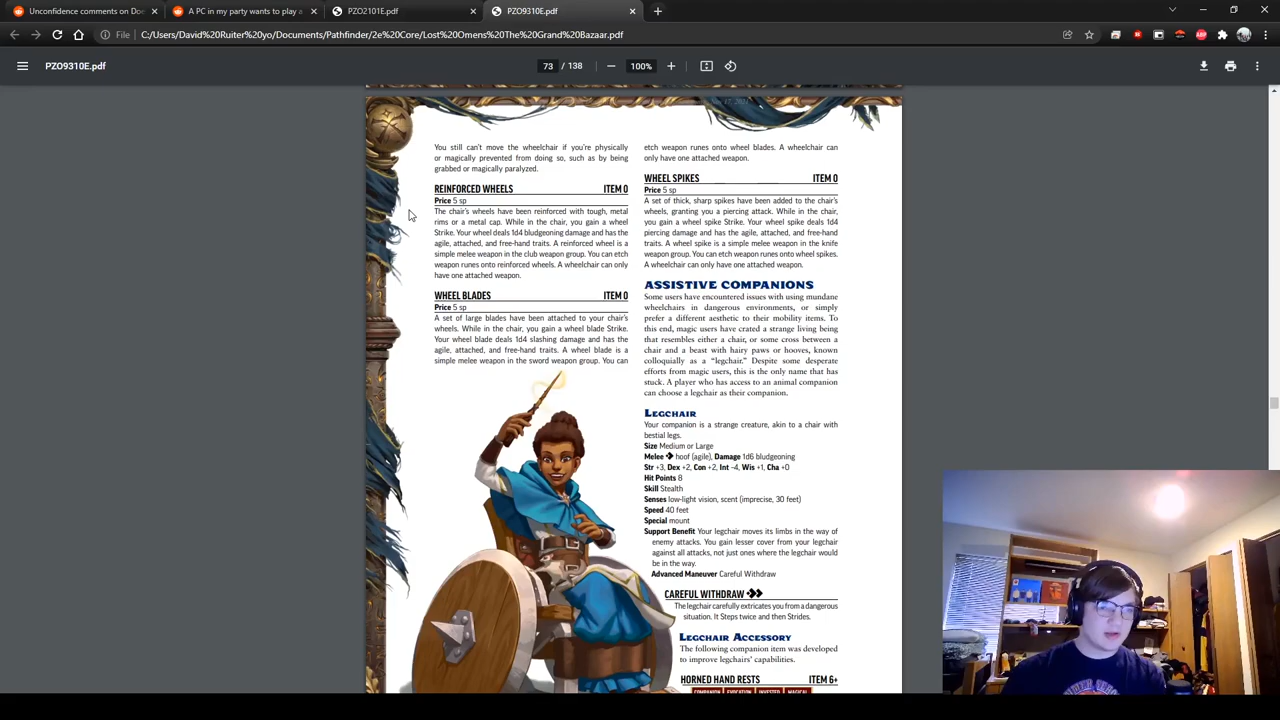 Unconfidence comments on Do
A PC in my party wants to play a
PZO2101E.pdf
PZO9310E.pdf
File
C:/Users/David%20Ruiter%20yo/Documents/Pathfinder/2e%20Core/Lost%20Omens%20The%20Grand%20Bazaar.pdf
PZO9310E.pdf
73 / 138
100%
You still can't move the wheelchair if you're physically
or magically prevented from doing so, such as by being
grabbed or magically paralyzed.
REINFORCED WHEELS ITEM 0
Price 5 sp
The chair's wheels have been reinforced with tough, metal
rims or a metal cap. While in the chair, you gain a wheel
Strike. Your wheel deals 1d4 bludgeoning damage and has the
agile, attached, and free-hand traits. A reinforced wheel is a
simple melee weapon in the club weapon group. You can etch
weapon runes onto reinforced wheels. A wheelchair can only
have one attached weapon.
WHEEL BLADES ITEM 0
Price 5 sp
A set of large blades have been attached to your chair's
wheels. While in the chair, you gain a wheel blade Strike.
Your wheel blade deals 1d4 slashing damage and has the
agile, attached, and free-hand traits. A wheel blade is a
simple melee weapon in the sword weapon group. You can
etch weapon runes onto wheel blades. A wheelchair can
only have one attached weapon.
WHEEL SPIKES ITEM 0
Price 5 sp
A set of thick, sharp spikes have been added to the chair's
wheels, granting you a piercing attack. While in the chair,
you gain a wheel spike Strike. Your wheel spike deals 1d4
piercing damage and has the agile, attached, and free-hand
traits. A wheel spike is a simple melee weapon in the knife
weapon group. You can etch weapon runes onto wheel spikes.
A wheelchair can only have one attached weapon.
ASSISTIVE COMPANIONS
Some users have encountered issues with using mundane
wheelchairs in dangerous environments, or simply
prefer a different aesthetic to their mobility items. To
this end, magic users have crated a strange living being
that resembles either a chair, or some cross between a
chair and a beast with hairy paws or hooves, known
colloquially as a “legchair.” Despite some desperate
efforts from magic users, this is the only name that has
stuck. A player who has access to an animal companion
can choose a legchair as their companion.
LEGCHAIR
Your companion is a strange creature, akin to a chair with
bestial legs.
Size Medium or Large
Melee hoof (agile), Damage 1d6 bludgeoning
Str +3, Dex +2, Con +2, Int -4, Wis +1, Cha +0
Hit Points 8
Skill Stealth
Senses low-light vision, scent (imprecise, 30 feet)
Speed 40 feet
Special mount
Support Benefit Your legchair moves its limbs in the way of
enemy attacks. You gain lesser cover from your legchair
against all attacks, not just ones where the legchair would
be in the way.
Advanced Maneuver Careful Withdraw
CAREFUL WITHDRAW
The legchair carefully extricates you from a dangerous
situation. It Steps twice and then Strides.
LEGCHAIR ACCESSORY
The following companion item was developed
to improve legchairs' capabilities.
HORNED HAND RESTS ITEM 6+
COMPANION EVOCATION INVESTED MAGICAL